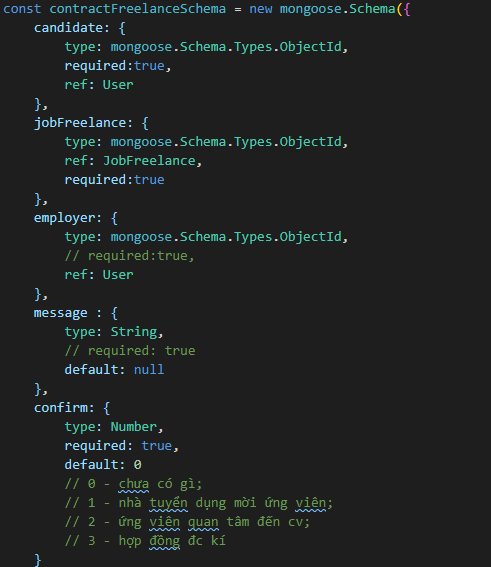 const contractFreelanceSchema = new mongoose.Schema({
    candidate: {
        type: mongoose.Schema.Types.ObjectId,
        required:true,
        ref: User
    },
    jobFreelance: {
        type: mongoose.Schema.Types.ObjectId,
        ref: JobFreelance,
        required:true
    },
    employer: {
        type: mongoose.Schema.Types.ObjectId,
        // required:true,
        ref: User
    },
    message : {
        type: String,
        // required: true
        default: null
    },
    confirm: {
        type: Number,
        required: true,
        default: 0
        // 0 - chưa có gì;
        // 1 - nhà tuyển dụng mời ứng viên;
        // 2 - ứng viên quan tâm đến cv;
        // 3 - hợp đồng đc kí
    }